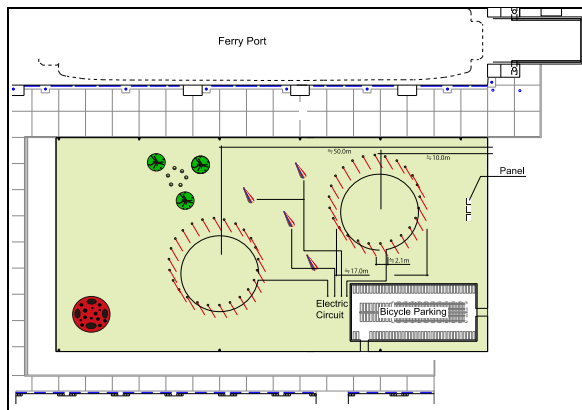 Ferry Port
≒50.0m
≒10.0m
Panel
≒2.1m
≒17.0m
Electric
Circuit
Bicycle Parking